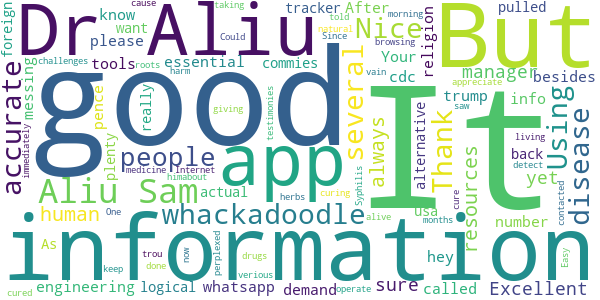 Dr Aliu But
Nice
foreign know tracker After pulled religion
please want
cause told morning
Could Since
tools essential commies manager
Your browsing besides
challenges roots taking vain
accurate messing pence really harm natural
several cdc
trump info
good It
immediately plenty giving testimonies always Using disease
people app Thank alternative appreciate saw back living detect
Aliu Sam Syphilis curing yet
human actual herbs resources usa cure months contacted
whackadoodle number
One medicine Internet himabout alive hey
As
information
engineering logical whatsapp demand sure called Excellent
keep done now perplexed drugs trou verious operate Easy
cured